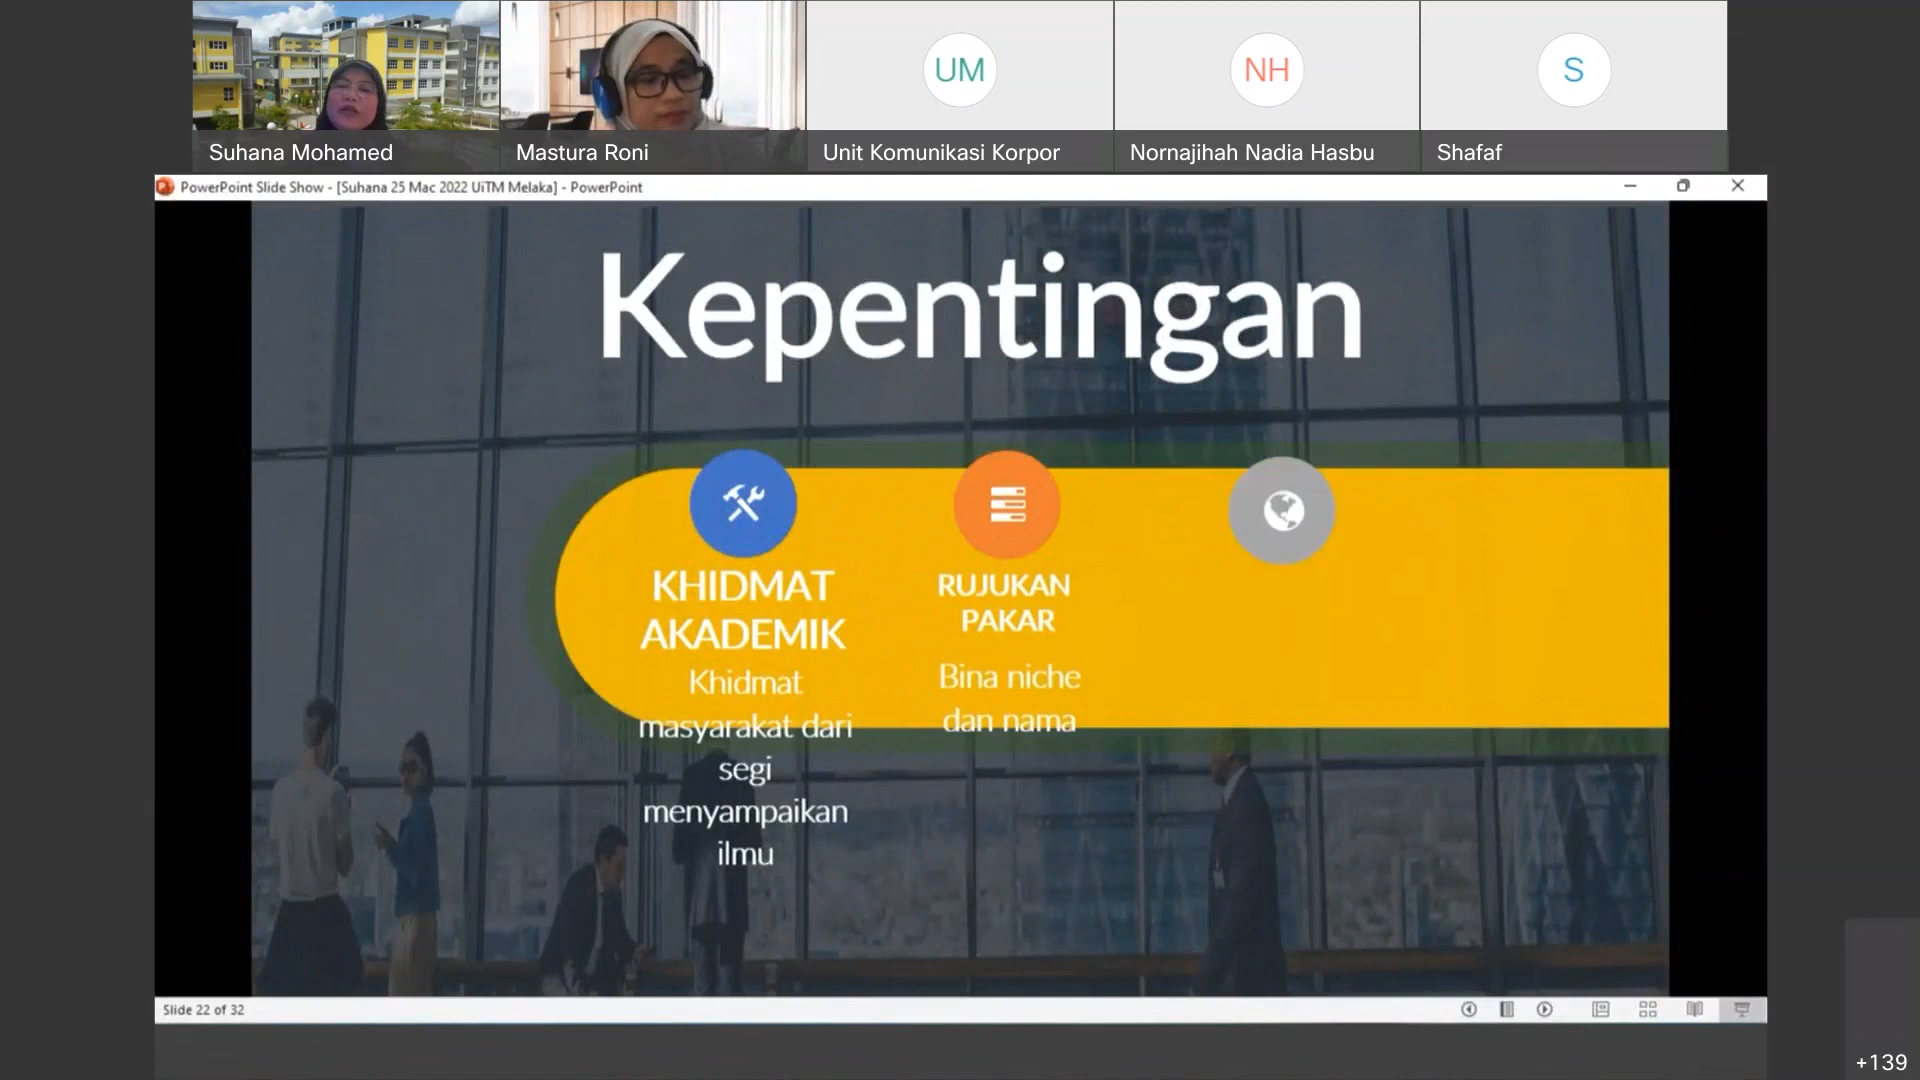 UM
NH
S
Suhana Mohamed
Mastura Roni
Unit Komunikasi Korpor
Nornajihah Nadia Hasbu
Shafaf
PowerPoint Slide Show - [Suhana 25 Mac 2022 UiTM Melaka] - PowerPoint
Kepentingan
KHIDMAT
AKADEMIK
Khidmat
masyarakat dari
segi
menyampaikan
ilmu
RUJUKAN
PAKAR
Bina niche
dan nama
Slide 22 of 32
+139